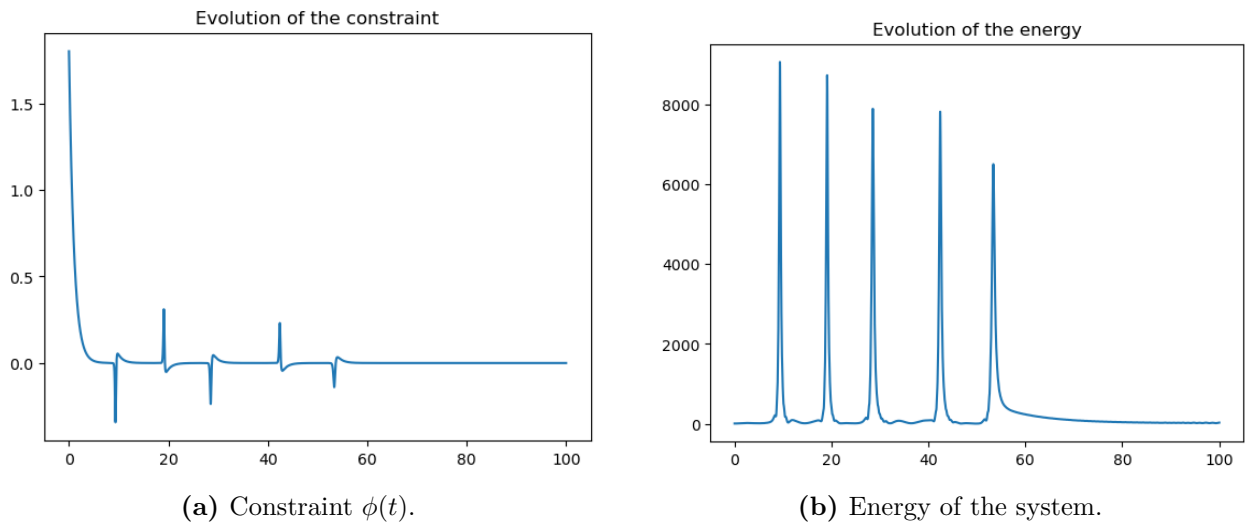 Evolution of the constraint
1.5
1.0
0.5
0.0
0 20 40 60 80 100
(a) Constraint ϕ(t).
Evolution of the energy
8000
6000
4000
2000
0
0 20 40 60 80 100
(b) Energy of the system.